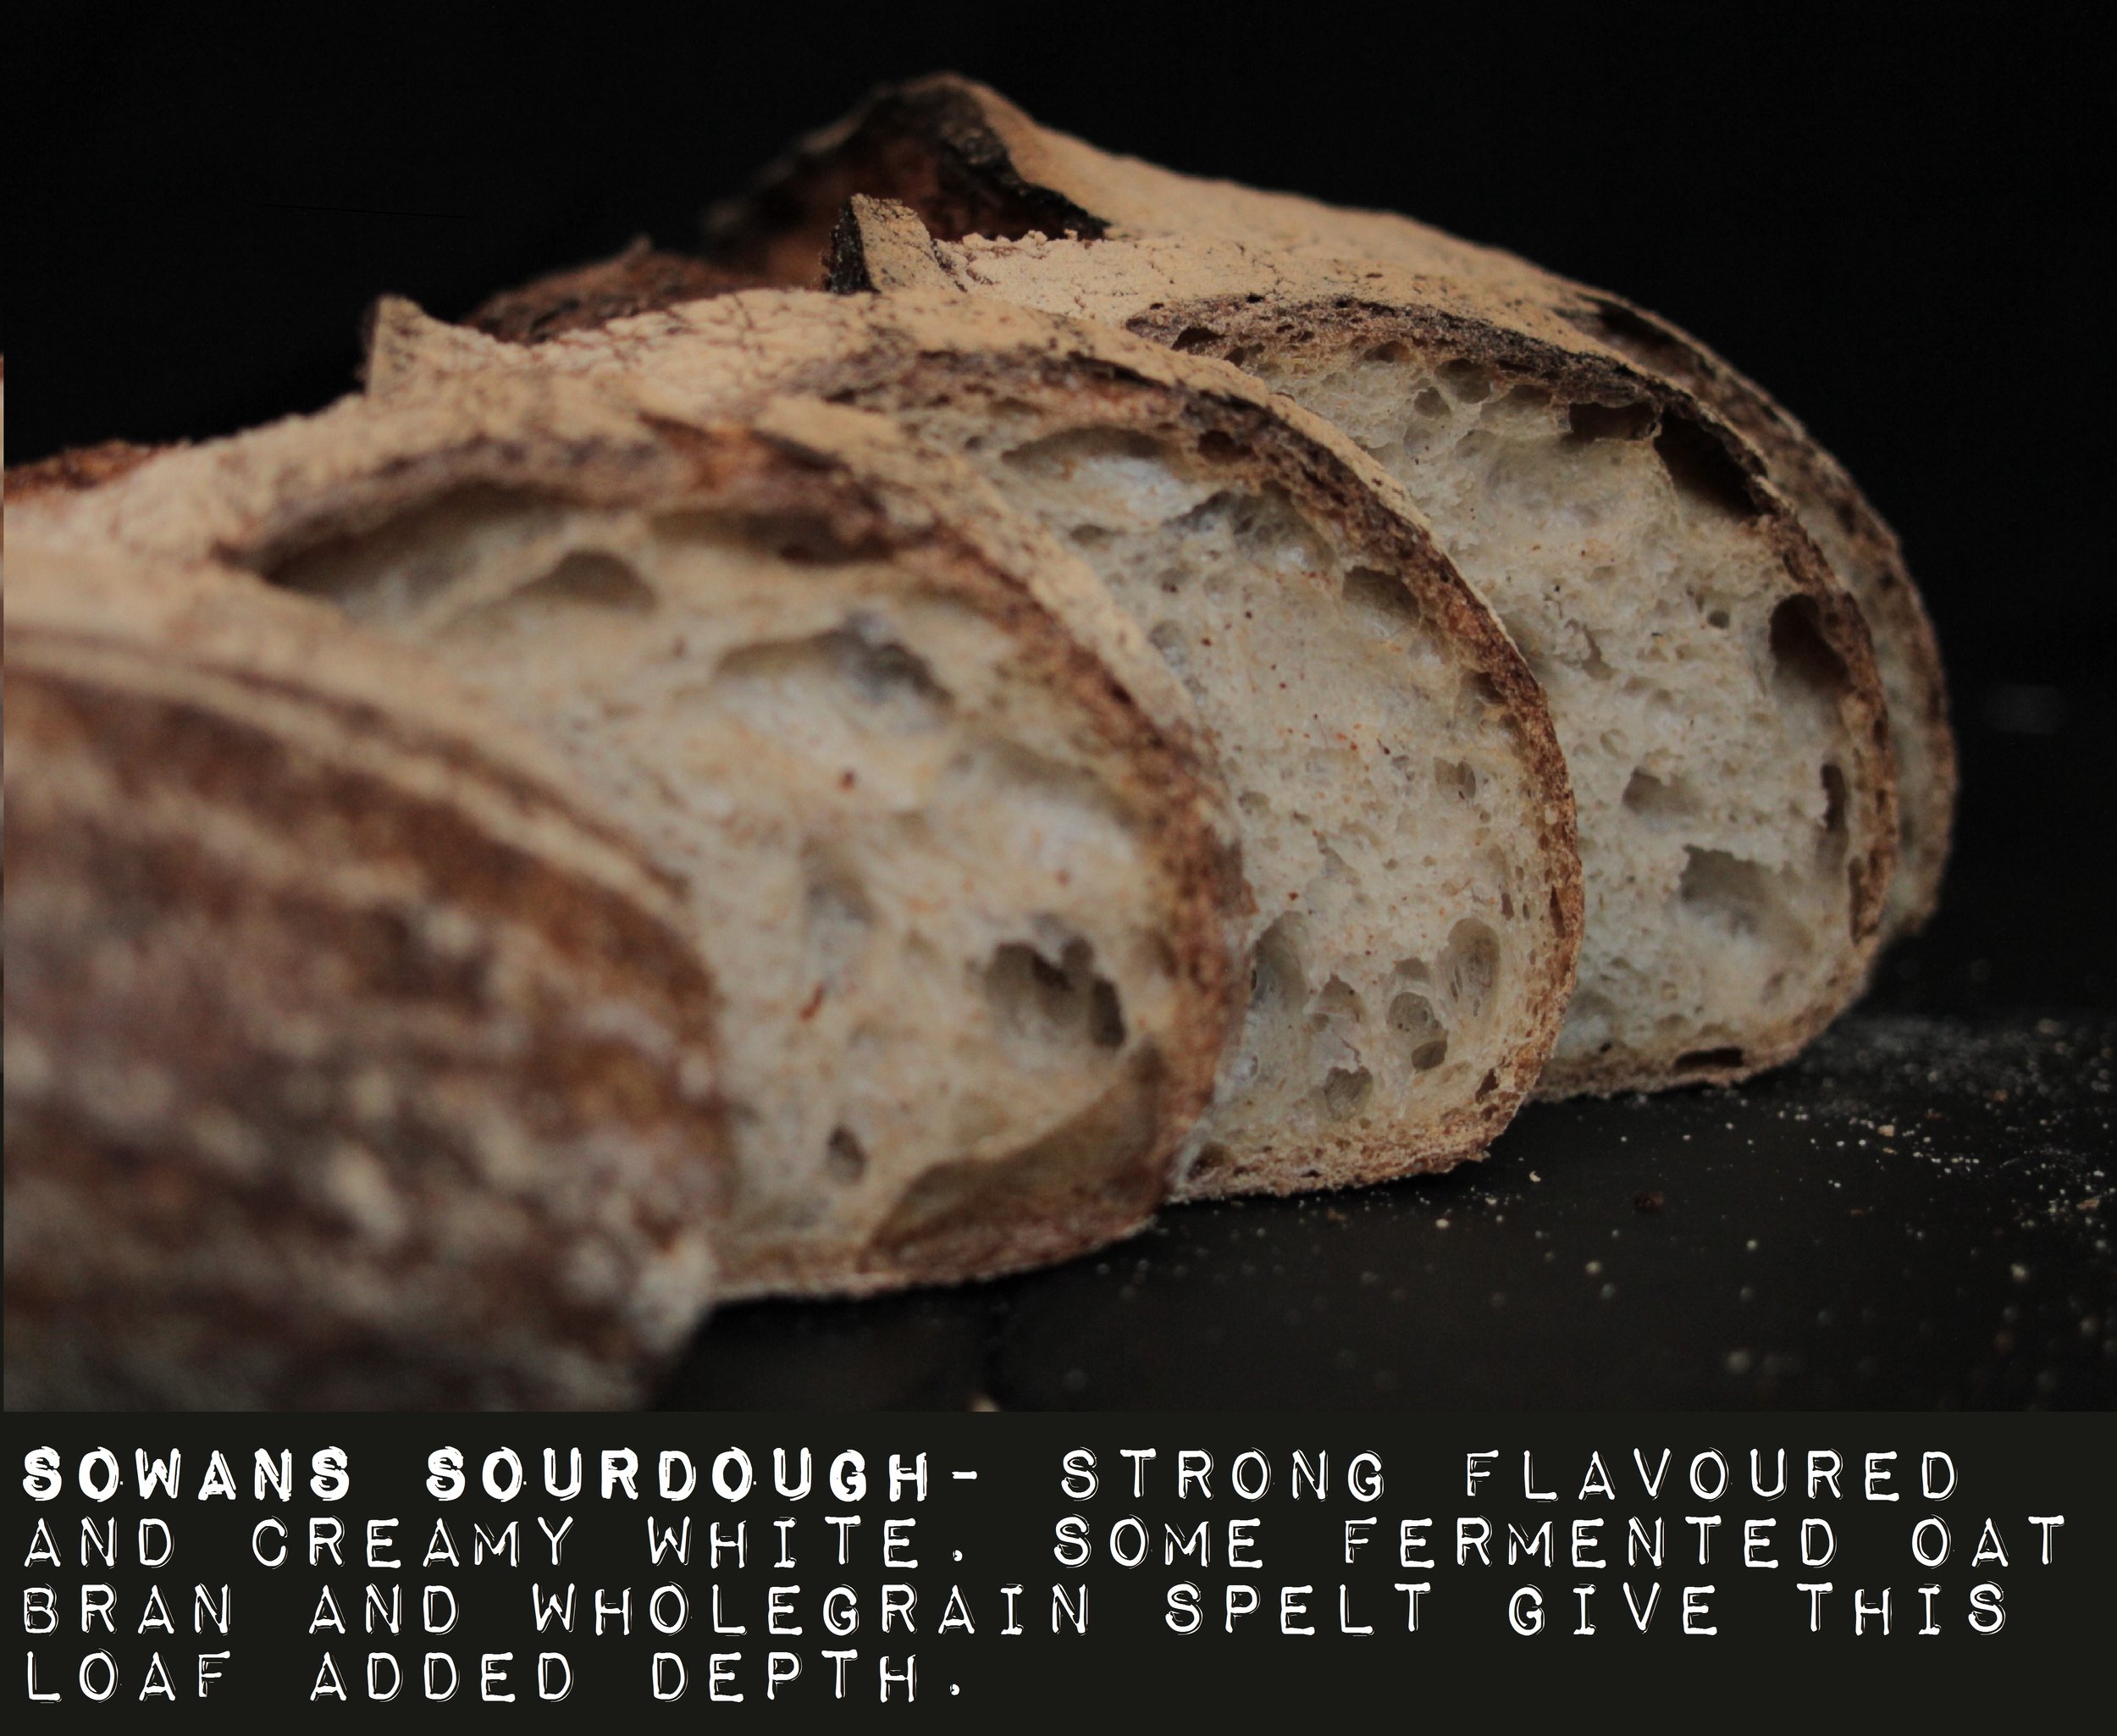 SOWANS SOURDOUGH- STRONG FLAVOURED
AND CREAMY WHITE. SOME FERMENTED OAT
BRAN AND WHOLEGRAIN SPELT GIVE THIS
LOAF ADDED DEPTH.